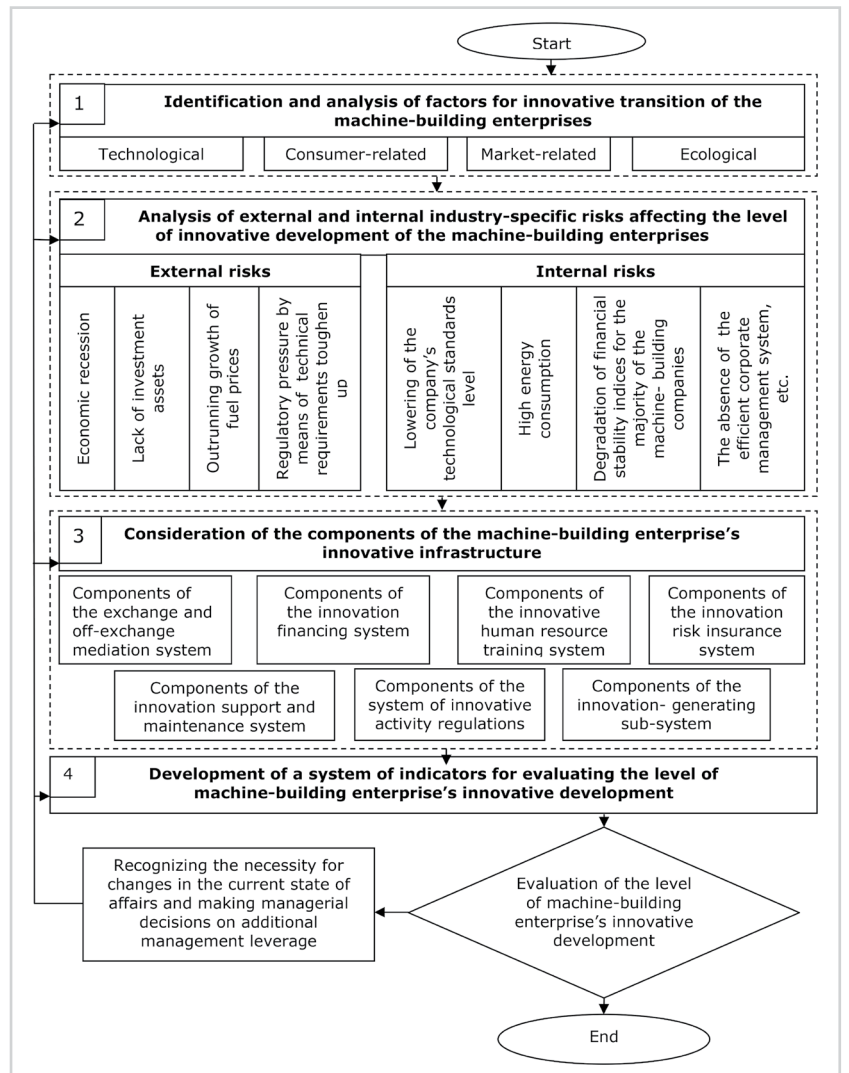 Start
1
Identification and analysis of factors for innovative transition of the
machine-building enterprises
Technological
Consumer-related
Market-related
Ecological
2
Analysis of external and internal industry-specific risks affecting the level
of innovative development of the machine-building enterprises
External risks
Internal risks
Economic recession
Lack of investment
assets
Outrunning growth of
fuel prices
Regulatory pressure by
means of technical
requirements toughen
up
Lowering of the
company's
technological standards
level
High energy
consumption
Degradation of financial
stability indices for the
majority of the
machine- building
companies
The absence of the
efficient corporate
management system,
etc.
3
Consideration of the components of the machine-building enterprise's
innovative infrastructure
Components of
the exchange and
off-exchange
mediation system
Components of
the innovation
financing system
Components of
the innovative
human resource
training system
Components of
the innovation
risk insurance
system
Components of the
innovation support and
maintenance system
Components of the
system of innovative
activity regulations
Components of the
innovation- generating
sub-system
4
Development of a system of indicators for evaluating the level of
machine-building enterprise's innovative development
Recognizing the necessity for
changes in the current state of
affairs and making managerial
decisions on additional
management leverage
Evaluation of the level
of machine-building
enterprise's innovative
development
End